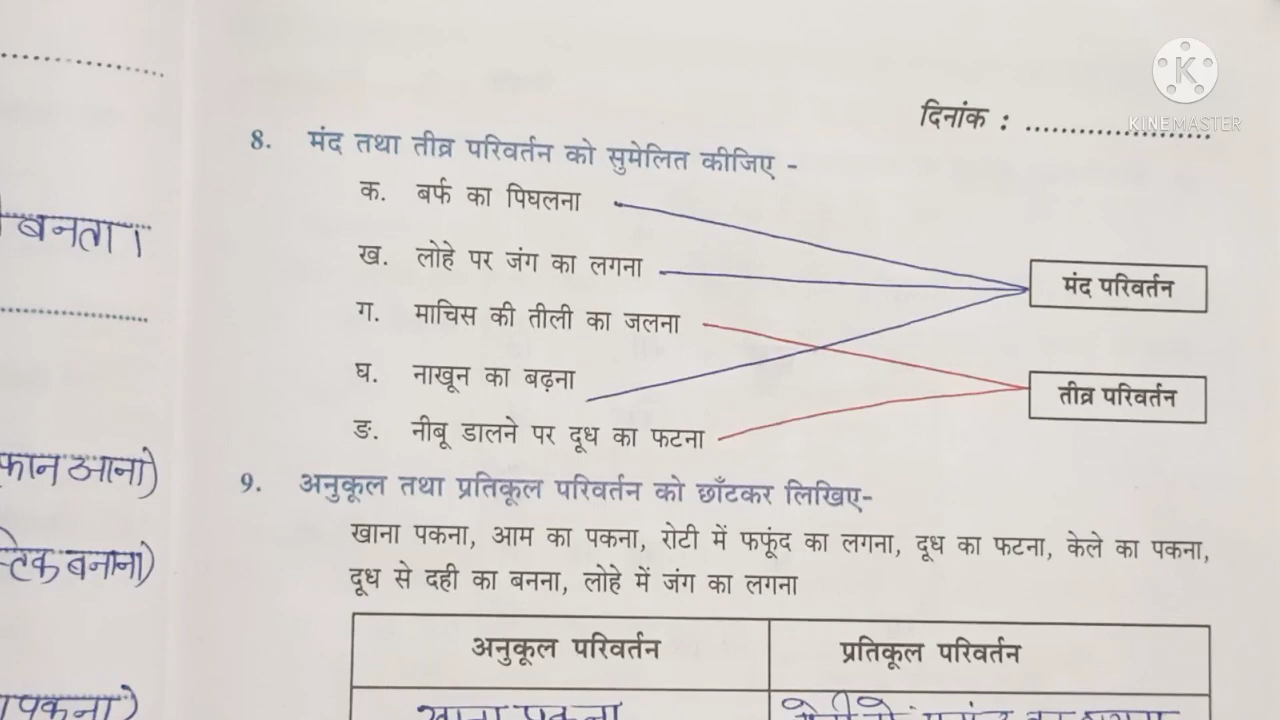 दिनांक : ........................
KINEMASTER
8. मंद तथा तीव्र परिवर्तन को सुमेलित कीजिए -
क. बर्फ का पिघलना
ख. लोहे पर जंग का लगना
मंद परिवर्तन
ग. माचिस की तीली का जलना
घ. नाखून का बढ़ना
तीव्र परिवर्तन
ङ. नीबू डालने पर दूध का फटना
9. अनुकूल तथा प्रतिकूल परिवर्तन को छाँटकर लिखिए-
खाना पकना, आम का पकना, रोटी में फफूंद का लगना, दूध का फटना, केले का पकना,
दूध से दही का बनना, लोहे में जंग का लगना
अनुकूल परिवर्तन प्रतिकूल परिवर्तन
खाना पकना
बनता।
फान आना)
बनाना)
पकना)